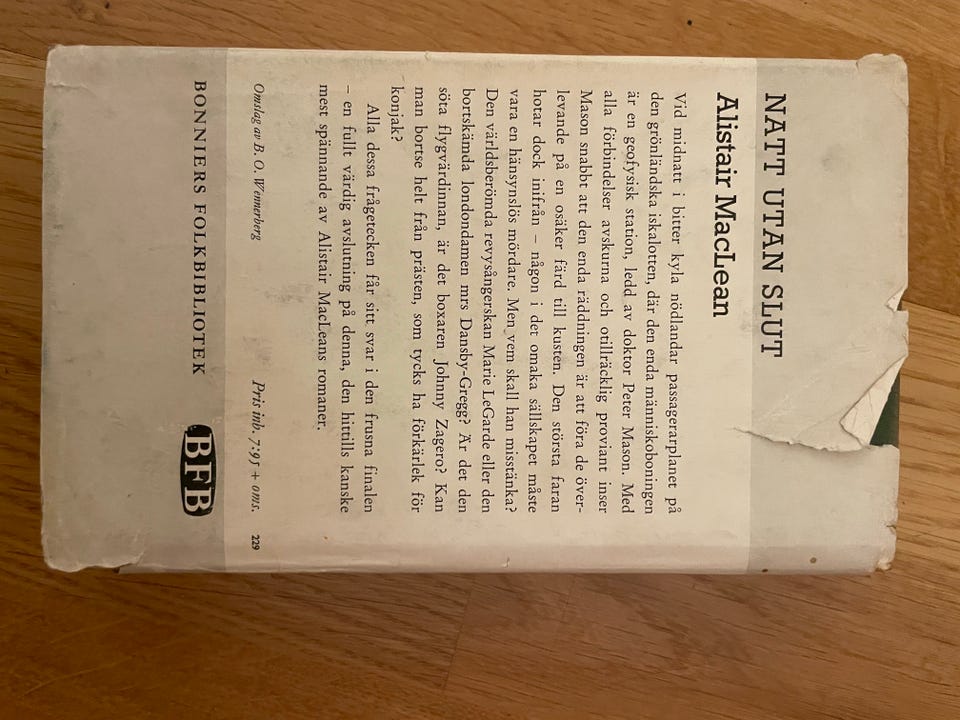 NATT UTAN SLUT
Alistair MacLean
Vid midnatt i bitter kyla nödlandar passagerarplanet på
den grönländska iskalotten, där den enda människoboningen
är en geofysisk station, ledd av doktor Peter Mason. Med
alla förbindelser avskurna och otillräcklig proviant inser
Mason snabbt att den enda räddningen är att föra de över-
levande på en osäker färd till kusten. Den största faran
hotar dock inifrån – någon i det omaka sällskapet måste
vara en hänsynslös mördare. Men vem skall han misstänka?
Den världsberömda revysångerskan Marie LeGarde eller den
bortskämda londondamen mrs Dansby-Gregg? Är det den
söta flygvärdinnan, är det boxaren Johnny Zagero? Kan
man bortse helt från prästen, som tycks ha förkärlek för
konjak?
Alla dessa frågetecken får sitt svar i den frusna finalen
– en fullt värdig avslutning på denna, den hittills kanske
mest spännande av Alistair MacLeans romaner.
Omslag av B. O. Wennerberg Pris inb. 7:95 + oms. 229
BONNIERS FOLKBIBLIOTEK BFB